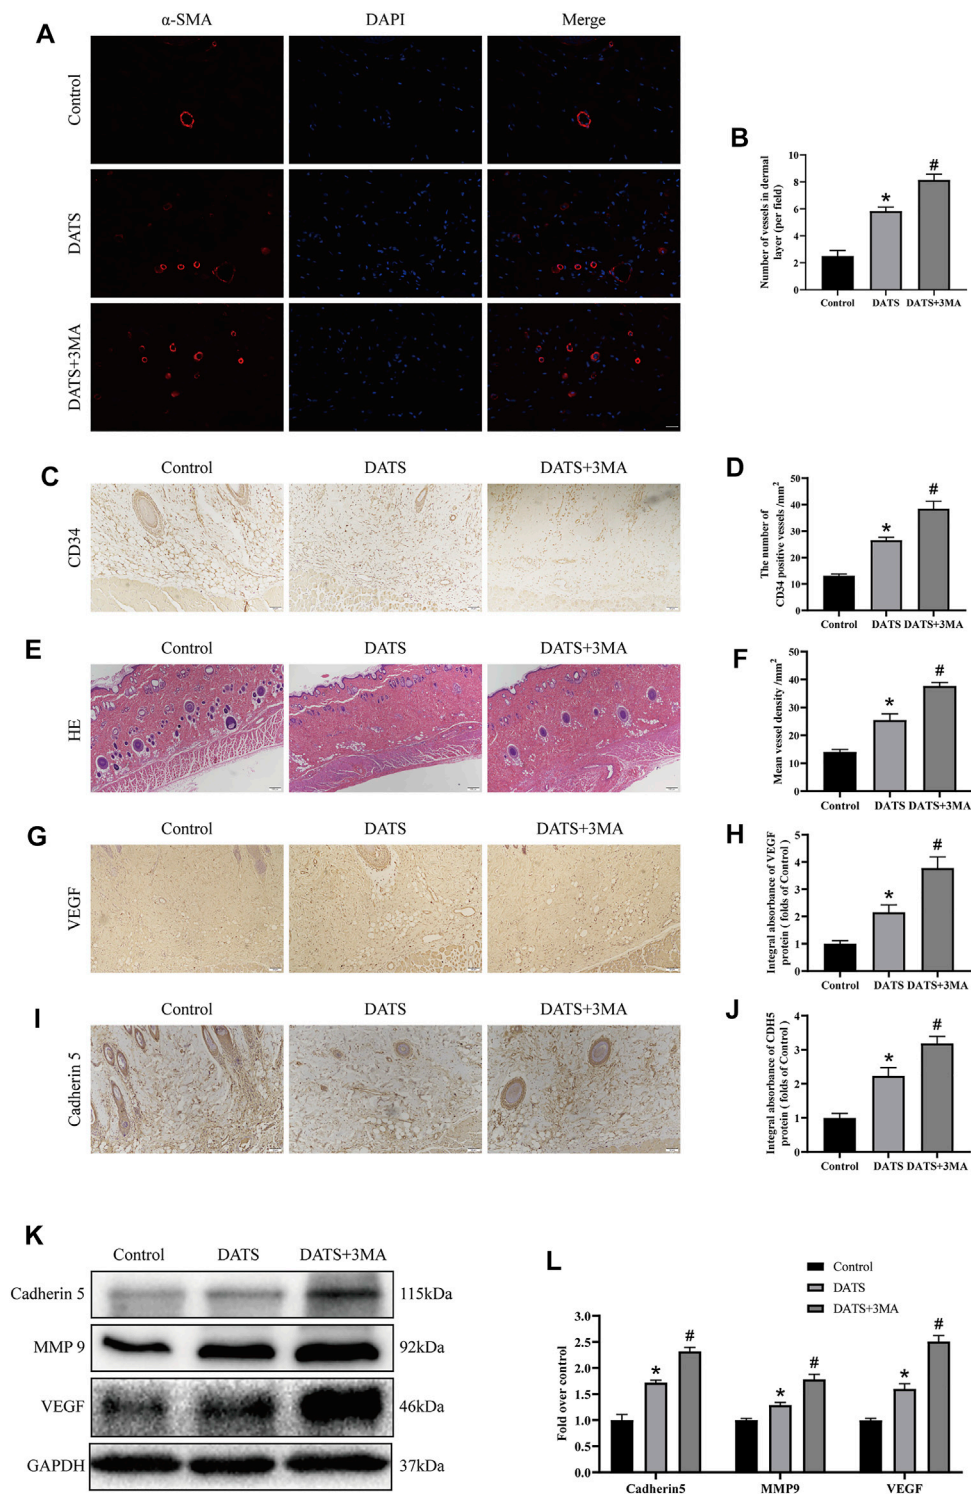 α-SMA DAPI Merge
A
Control
DATS
DATS+3MA
B
Number of vessels in dermal
layer (per field)
10
8
6
4
2
0
* #
Control DATS DATS+3MA
C
Control DATS DATS+3MA
CD34
D
The number of
CD34 positive vessels /mm²
50
40
30
20
10
0
* #
Control DATS DATS+3MA
E
Control DATS DATS+3MA
HE
F
Mean vessel density /mm²
50
40
30
20
10
0
* #
Control DATS DATS+3MA
G
Control DATS DATS+3MA
VEGF
H
Integral absorbance of VEGF
protein ( folds of Control )
5
4
3
2
1
0
* #
Control DATS DATS+3MA
I
Control DATS DATS+3MA
Cadherin 5
J
Integral absorbance of CDH5
protein ( folds of Control )
4
3
2
1
0
* #
Control DATS DATS+3MA
K
Control DATS DATS+3MA
Cadherin 5 115kDa
MMP 9 92kDa
VEGF 46kDa
GAPDH 37kDa
L
Control
DATS
DATS+3MA
Fold over control
3.0
2.5
2.0
1.5
1.0
0.5
0.0
* # * # * #
Cadherin5 MMP9 VEGF